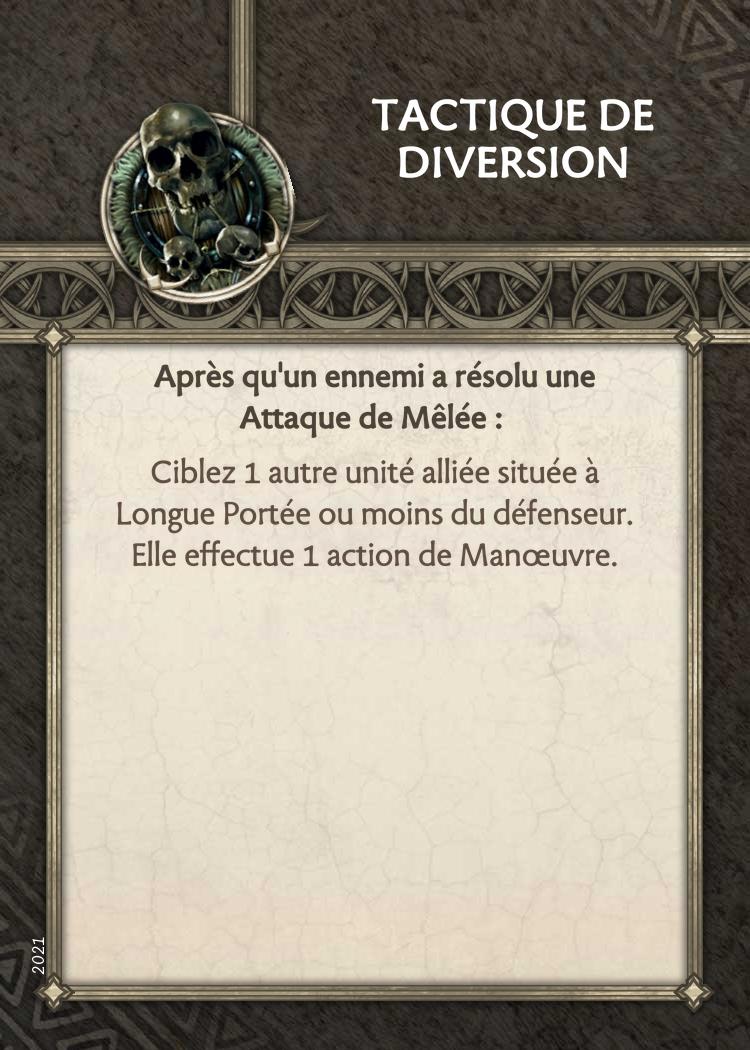 TACTIQUE DE
DIVERSION
Après qu'un ennemi a résolu une
Attaque de Mêlée :
Ciblez 1 autre unité alliée située à
Longue Portée ou moins du défenseur.
Elle effectue 1 action de Manœuvre.
2021